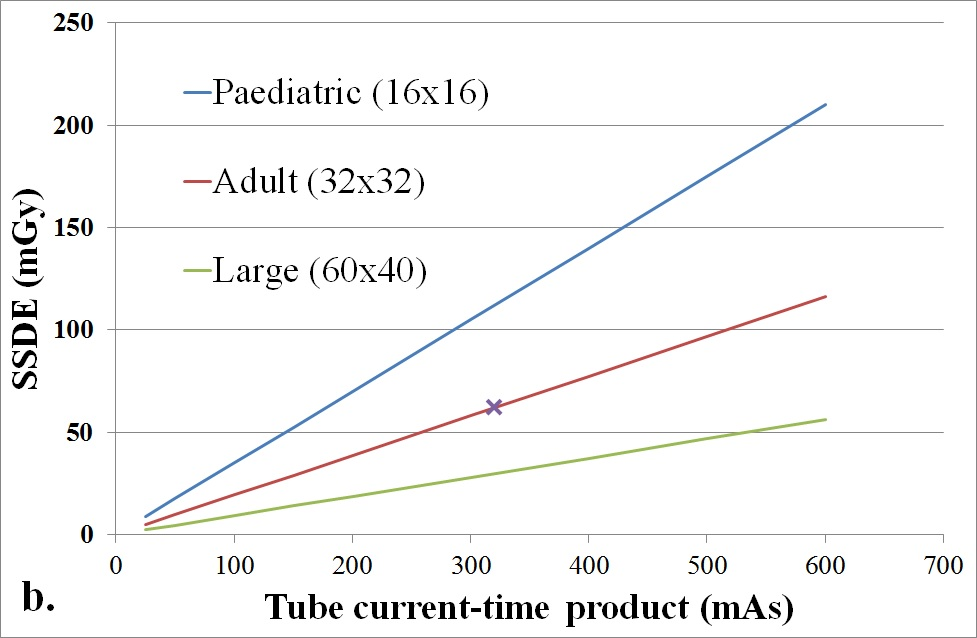 250
200
150
100
50
0
SSDE (mGy)
Paediatric (16x16)
Adult (32x32)
Large (60x40)
0 100 200 300 400 500 600 700
Tube current-time product (mAs)
b.